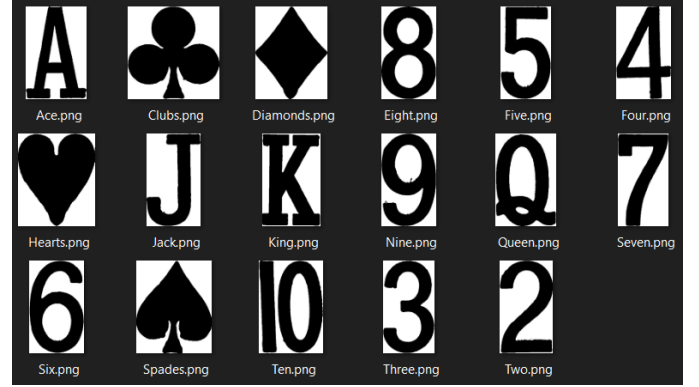 A 8 5 4
Ace.png Clubs.png Diamonds.png Eight.png Five.png Four.png
J K 9 Q 7
Hearts.png Jack.png King.png Nine.png Queen.png Seven.png
6 10 3 2
Six.png Spades.png Ten.png Three.png Two.png